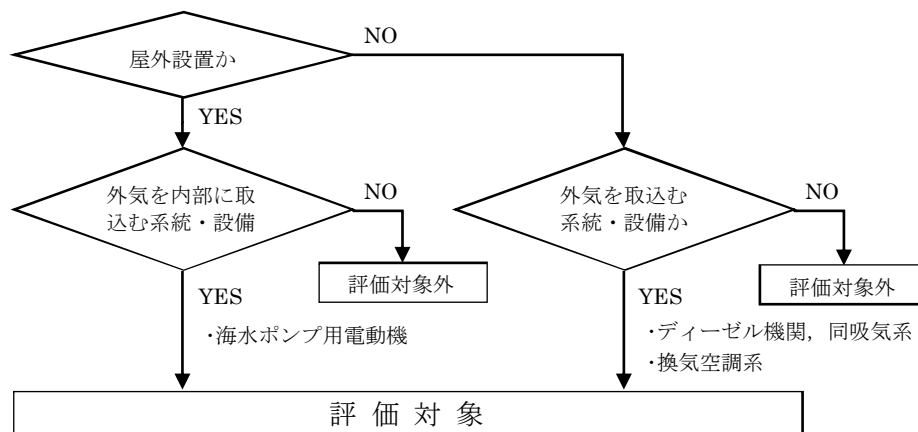 屋外設置か
NO
YES
外気を内部に取
込む系統・設備
NO
外気を取込む
系統・設備か
NO
評価対象外
評価対象外
YES
・海水ポンプ用電動機
YES
・ディーゼル機関，同吸気系
・換気空調系
評 価 対 象